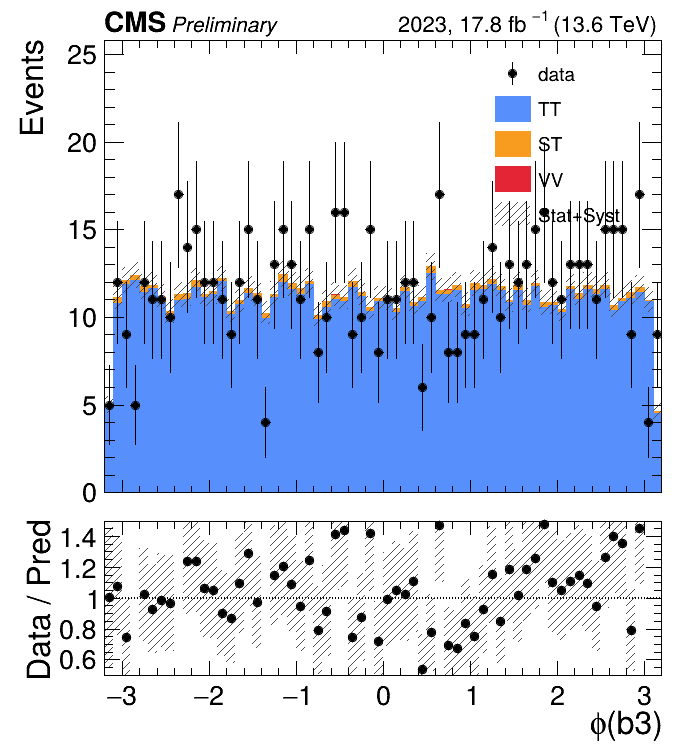 CMS Preliminary 2023, 17.8 fb⁻¹ (13.6 TeV)
Events
25
20
15
10
5
0
data
TT
ST
VV
Stat+Syst
Data / Pred
1.4
1.2
1
0.8
0.6
−3 −2 −1 0 1 2 3
ϕ(b3)